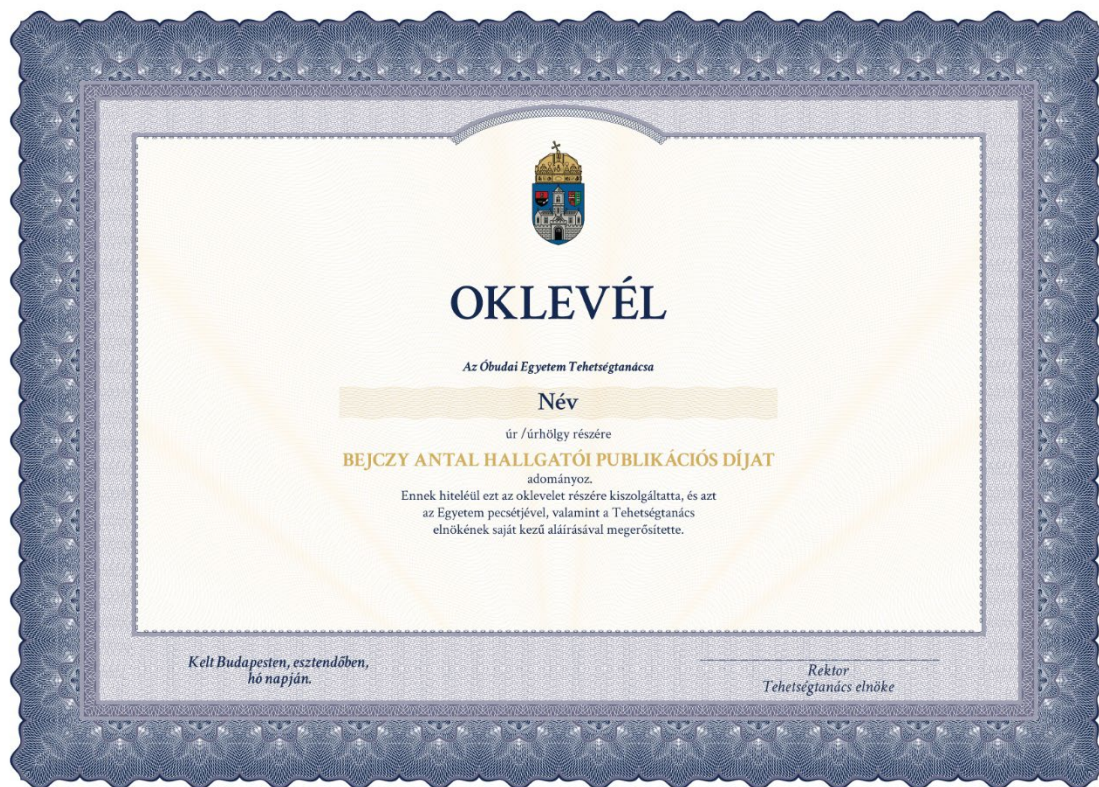 OKLEVÉL
Az Óbudai Egyetem Tehetségtanácsa
Név
úr /úrhölgy részére
BEJCZY ANTAL HALLGATÓI PUBLIKÁCIÓS DÍJAT
adományoz.
Ennek hiteléül ezt az oklevelet részére kiszolgáltatta, és azt
az Egyetem pecsétjével, valamint a Tehetségtanács
elnökének saját kezű aláírásával megerősítette.
Kelt Budapesten, esztendőben,
hó napján.
Rektor
Tehetségtanács elnöke